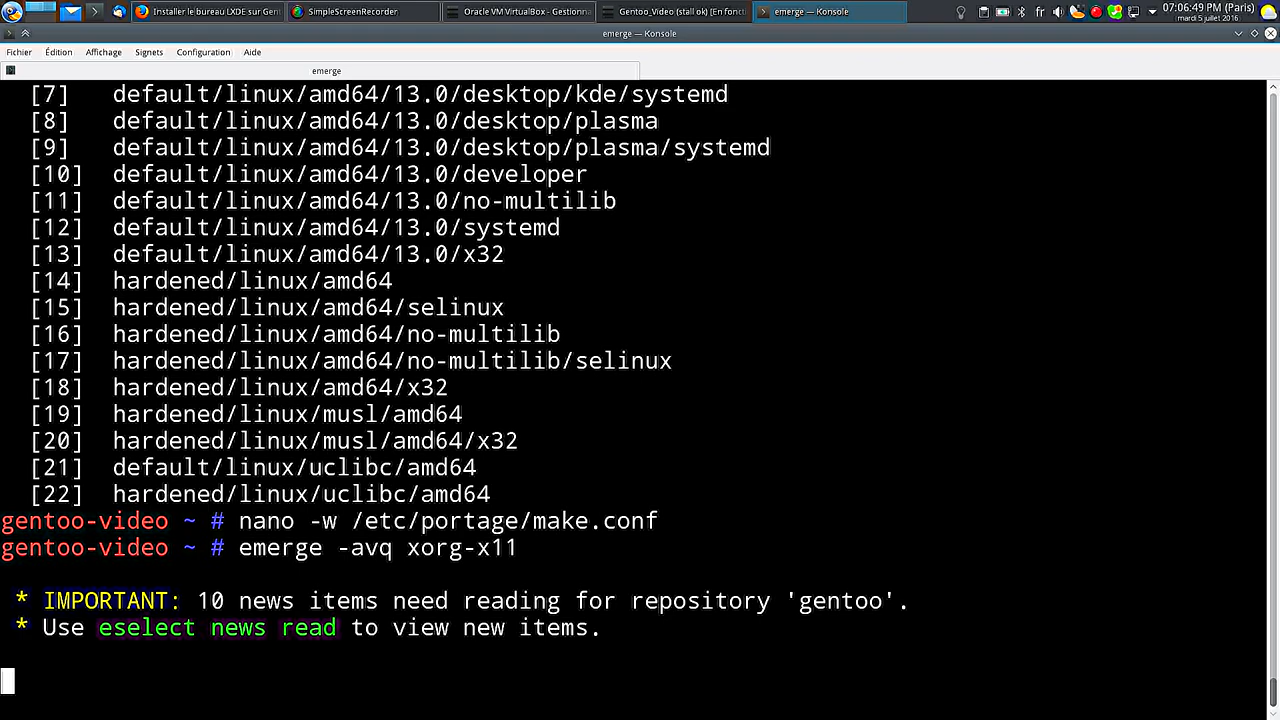 Installer le bureau LXDE sur Gen
SimpleScreenRecorder
Oracle VM VirtualBox - Gestionna
Gentoo_Video (stall ok) [En fonct
emerge — Konsole
fr
07:06:49 PM (Paris)
mardi 5 juillet 2016
emerge — Konsole
Fichier Édition Affichage Signets Configuration Aide
emerge
[7] default/linux/amd64/13.0/desktop/kde/systemd
[8] default/linux/amd64/13.0/desktop/plasma
[9] default/linux/amd64/13.0/desktop/plasma/systemd
[10] default/linux/amd64/13.0/developer
[11] default/linux/amd64/13.0/no-multilib
[12] default/linux/amd64/13.0/systemd
[13] default/linux/amd64/13.0/x32
[14] hardened/linux/amd64
[15] hardened/linux/amd64/selinux
[16] hardened/linux/amd64/no-multilib
[17] hardened/linux/amd64/no-multilib/selinux
[18] hardened/linux/amd64/x32
[19] hardened/linux/musl/amd64
[20] hardened/linux/musl/amd64/x32
[21] default/linux/uclibc/amd64
[22] hardened/linux/uclibc/amd64
gentoo-video ~ # nano -w /etc/portage/make.conf
gentoo-video ~ # emerge -avq xorg-x11
* IMPORTANT: 10 news items need reading for repository 'gentoo'.
* Use eselect news read to view new items.